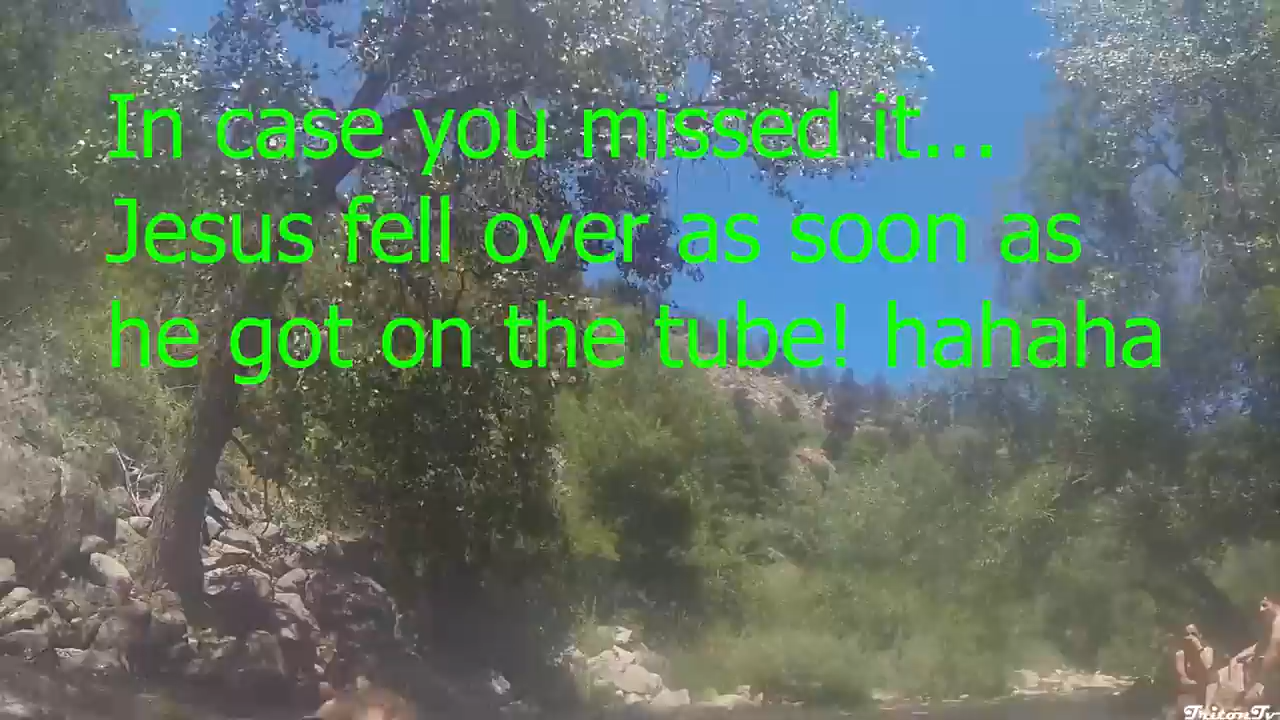 In case you missed it...
Jesus fell over as soon as
he got on the tube! hahaha
TritonTv